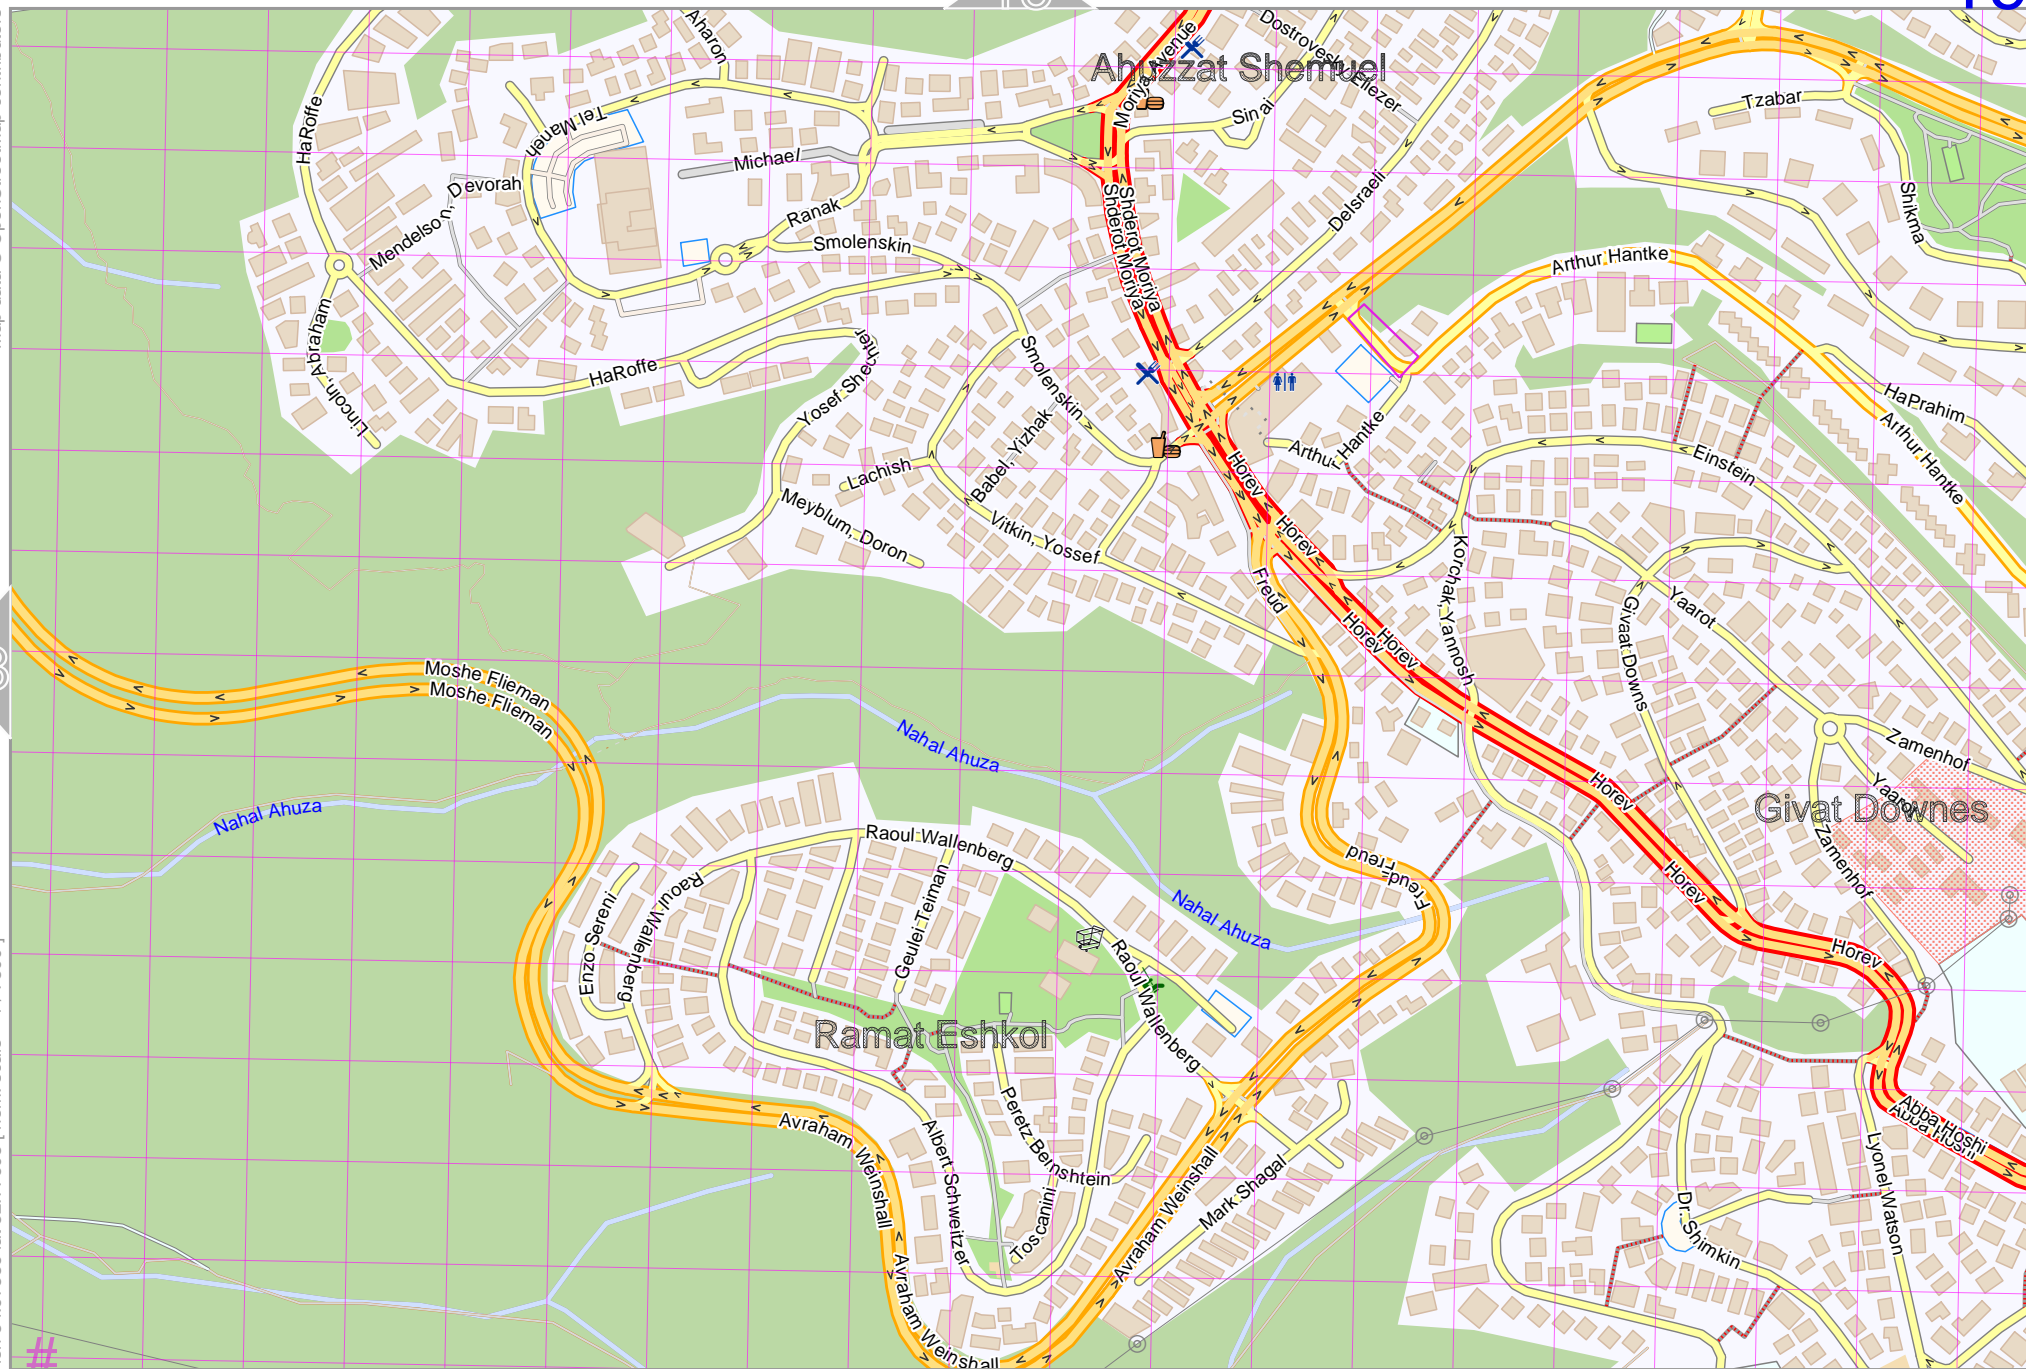 Aharon
Moriya Avenue
Dostrovesky Eliezer
Ahuzzat Shemuel
HaRoffe
Tel Maneh
Michael
Sinai
Tzabar
Mendelson, Devorah
Ranak
Smolenskin
Shderot Moriya
Shderot Moriya
DeIsraeli
Shikma
Arthur Hantke
Lincoln, Abraham
HaRoffe
Yosef Shechter
Smolenskin
HaPrahim
Arthur Hantke
Arthur Hantke
Lachish
Babel, Yizhak
Horev
Einstein
Meyblum, Doron
Vitkin, Yossef
Horev
Freud
Korchak, Yannosh
Givaat Downs
Yaarot
Horev
Horev
Moshe Flieman
Moshe Flieman
Nahal Ahuza
Zamenhof
Nahal Ahuza
Horev
Yaarot
Givat Downes
Raoul Wallenberg
Freud
Freud
Zamenhof
Raoul Wallenberg
Horev
Enzo Sereni
Geulei Teiman
Nahal Ahuza
Raoul Wallenberg
Horev
Ramat Eshkol
Peretz Bernshtein
Avraham Weinshall
Albert Schweitzer
Abba Hoshi
Abba Hushi
Lyonel Watson
Mark Shagal
Avraham Weinshall
Toscanini
Dr. Shimkin
Avraham Weinshall
#